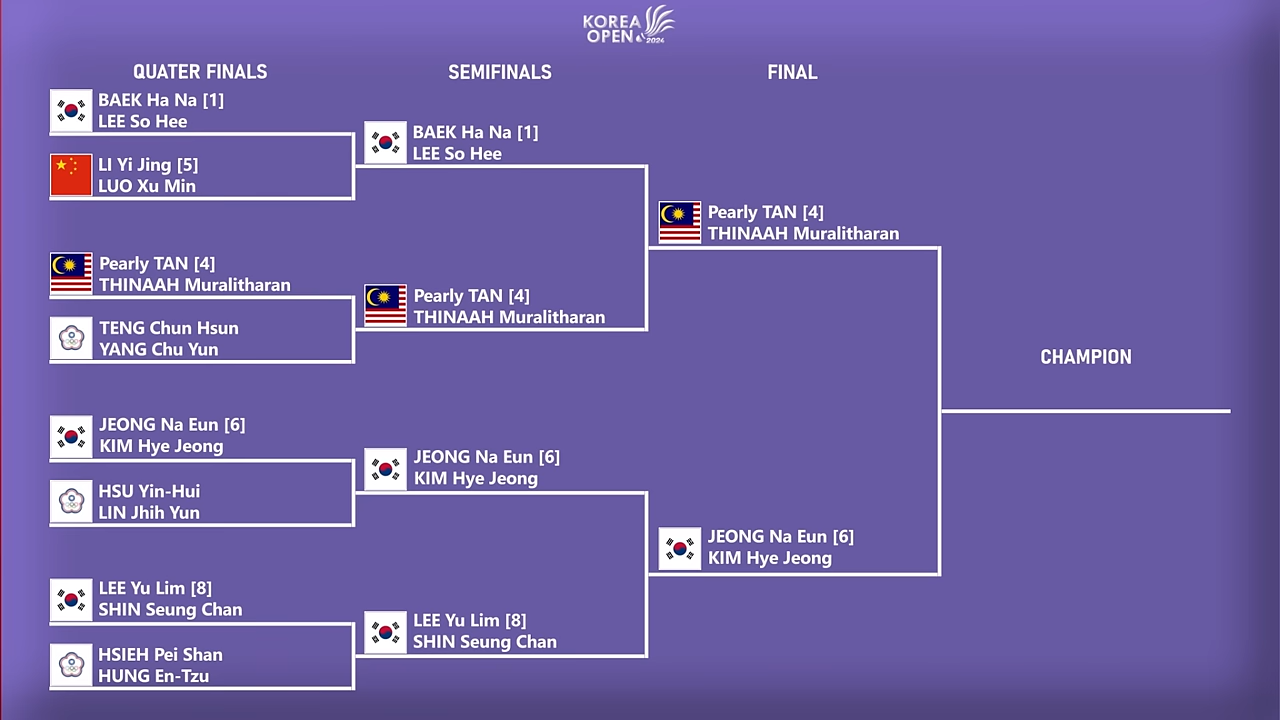 KOREA
OPEN 2024
QUATER FINALS
SEMIFINALS
FINAL
BAEK Ha Na [1]
LEE So Hee
LI Yi Jing [5]
LUO Xu Min
Pearly TAN [4]
THINAAH Muralitharan
TENG Chun Hsun
YANG Chu Yun
JEONG Na Eun [6]
KIM Hye Jeong
HSU Yin-Hui
LIN Jhih Yun
LEE Yu Lim [8]
SHIN Seung Chan
HSIEH Pei Shan
HUNG En-Tzu
BAEK Ha Na [1]
LEE So Hee
Pearly TAN [4]
THINAAH Muralitharan
JEONG Na Eun [6]
KIM Hye Jeong
LEE Yu Lim [8]
SHIN Seung Chan
Pearly TAN [4]
THINAAH Muralitharan
JEONG Na Eun [6]
KIM Hye Jeong
CHAMPION